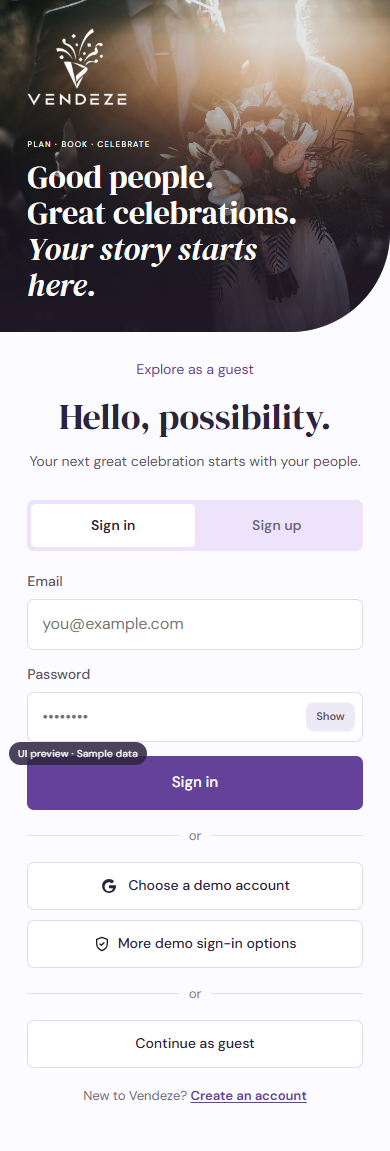 VENDEZE
PLAN · BOOK · CELEBRATE
Good people.
Great celebrations.
Your story starts
here.
Explore as a guest
Hello, possibility.
Your next great celebration starts with your people.
Sign in
Sign up
Email
you@example.com
Password
••••••••
Show
UI preview · Sample data
Sign in
or
G Choose a demo account
More demo sign-in options
or
Continue as guest
New to Vendeze? Create an account